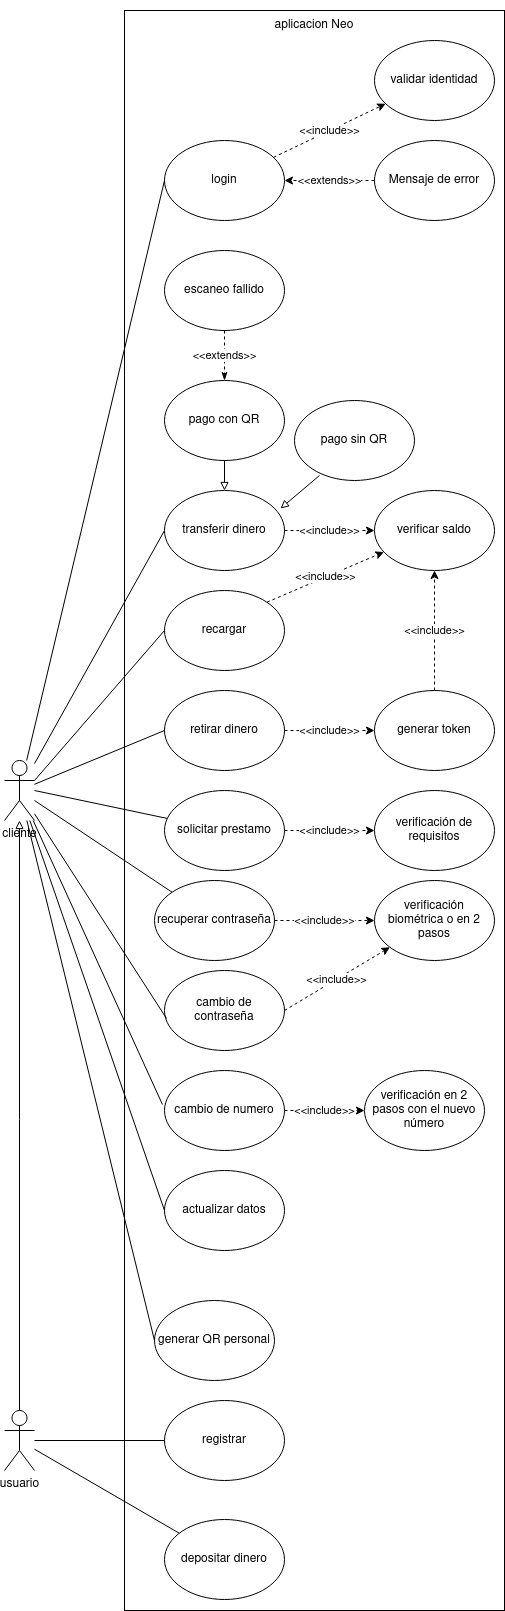 aplicacion Neo
validar identidad
<<include>>
login
<<extends>>
Mensaje de error
escaneo fallido
<<extends>>
pago con QR
pago sin QR
transferir dinero
<<include>>
verificar saldo
<<include>>
recargar
<<include>>
retirar dinero
<<include>>
generar token
cliente
solicitar prestamo
<<include>>
verificación de
requisitos
recuperar contraseña
<<include>>
verificación
biométrica o en 2
pasos
<<include>>
cambio de
contraseña
cambio de numero
<<include>>
verificación en 2
pasos con el nuevo
número
actualizar datos
generar QR personal
registrar
usuario
depositar dinero